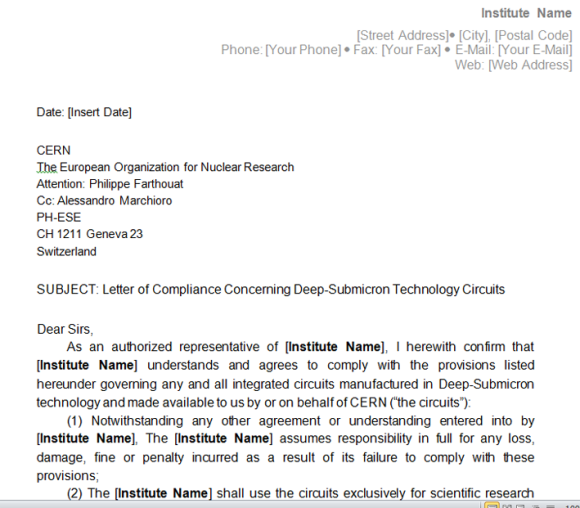 Institute Name
[Street Address]• [City], [Postal Code]
Phone: [Your Phone] • Fax: [Your Fax] • E-Mail: [Your E-Mail]
Web: [Web Address]
Date: [Insert Date]
CERN
The European Organization for Nuclear Research
Attention: Philippe Farthouat
Cc: Alessandro Marchioro
PH-ESE
CH 1211 Geneva 23
Switzerland
SUBJECT: Letter of Compliance Concerning Deep-Submicron Technology Circuits
Dear Sirs,
As an authorized representative of [Institute Name], I herewith confirm that
[Institute Name] understands and agrees to comply with the provisions listed
hereunder governing any and all integrated circuits manufactured in Deep-Submicron
technology and made available to us by or on behalf of CERN (“the circuits”):
(1) Notwithstanding any other agreement or understanding entered into by
[Institute Name], The [Institute Name] assumes responsibility in full for any loss,
damage, fine or penalty incurred as a result of its failure to comply with these
provisions;
(2) The [Institute Name] shall use the circuits exclusively for scientific research